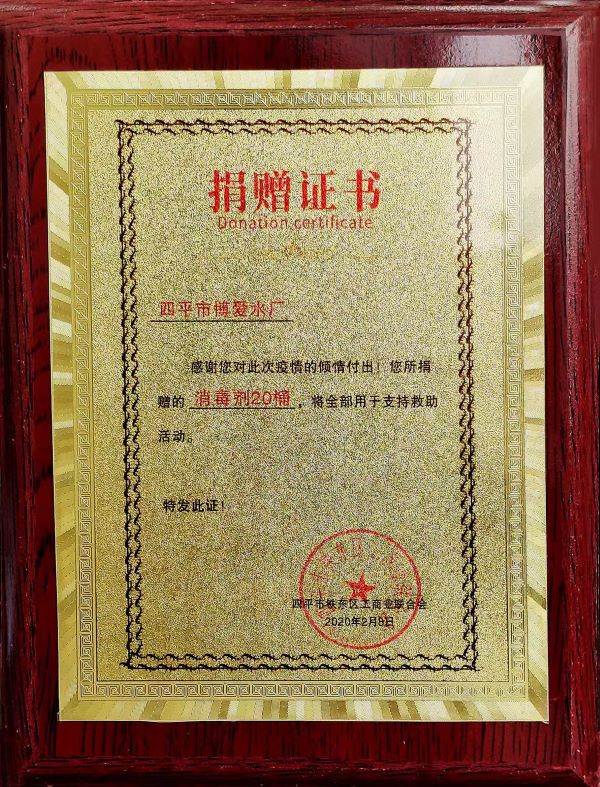 捐赠证书
Donation certificate
四平市博爱水厂
感谢您对此次疫情的倾情付出！您所捐
赠的 消毒剂20桶 ，将全部用于支持救助
活动。
特发此证！
四平市铁东区工商业联合会
2020年2月8日